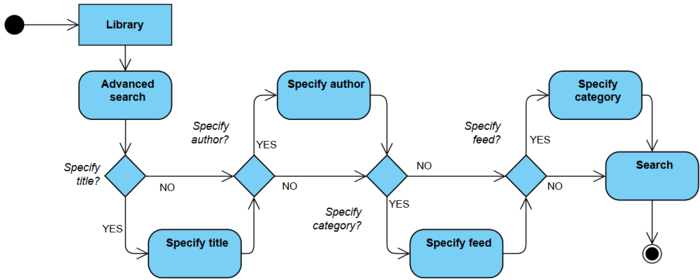 Library
Advanced
search
Specify author
Specify
category
Specify
author?
Specify
feed?
YES
YES
Specify
title?
NO
NO
NO
NO
Search
YES
YES
Specify
category?
Specify title
Specify feed